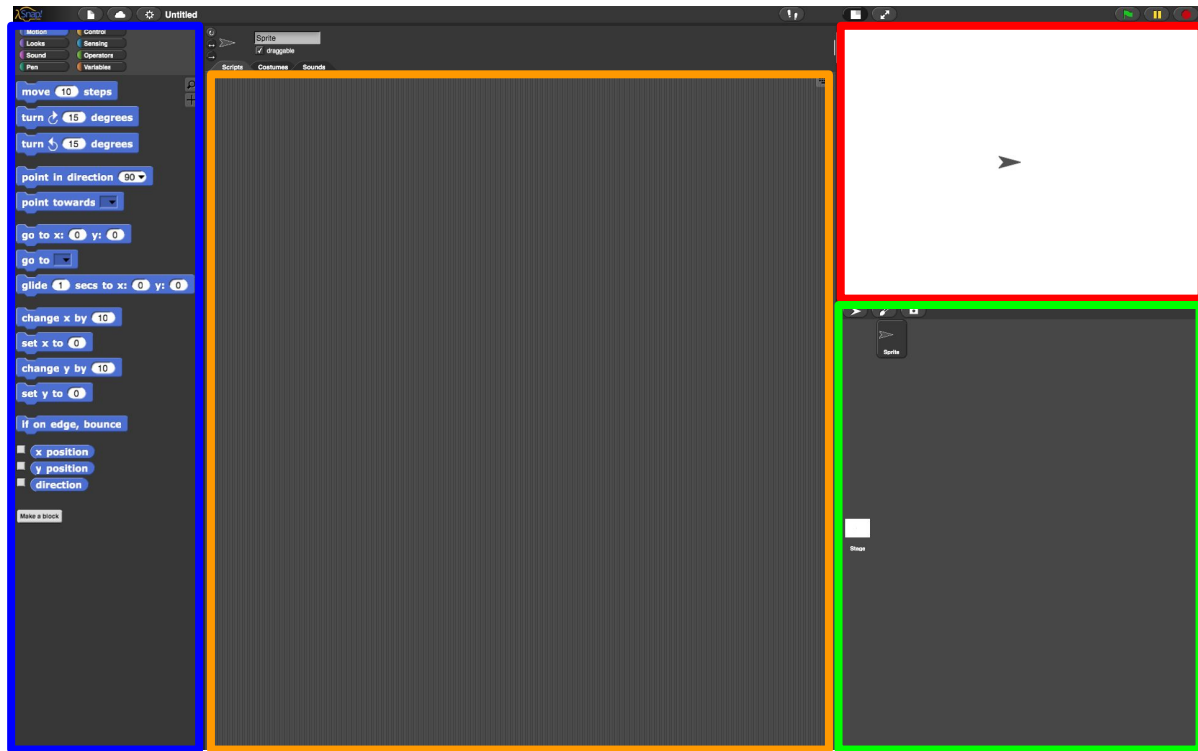 Snap! Untitled
Motion Control
Looks Sensing
Sound Operators
Pen Variables
move 10 steps
turn 15 degrees
turn 15 degrees
point in direction 90
point towards
go to x: 0 y: 0
go to
glide 1 secs to x: 0 y: 0
change x by 10
set x to 0
change y by 10
set y to 0
if on edge, bounce
x position
y position
direction
Make a block
Sprite
draggable
Scripts Costumes Sounds
Sprite
Stage